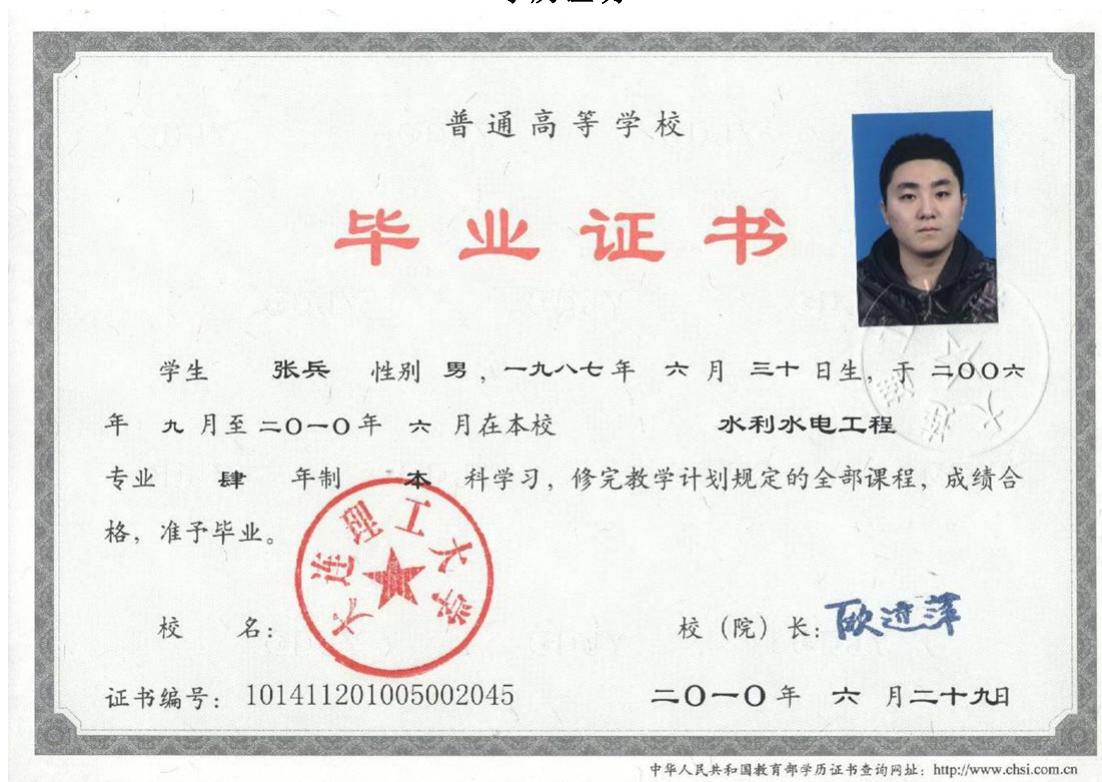 普通高等学校
毕业证书
学生 张兵 性别 男，一九八七年 六 月 三十 日生，于 二〇〇六
年 九 月至 二〇一〇年 六 月在本校 水利水电工程
专业 肆 年制 本 科学习，修完教学计划规定的全部课程，成绩合
格，准予毕业。
大连理工大学
校 名：
校（院）长：欧进萍
证书编号：101411201005002045
二〇一〇年 六 月二十九日
中华人民共和国教育部学历证书查询网址：http://www.chsi.com.cn